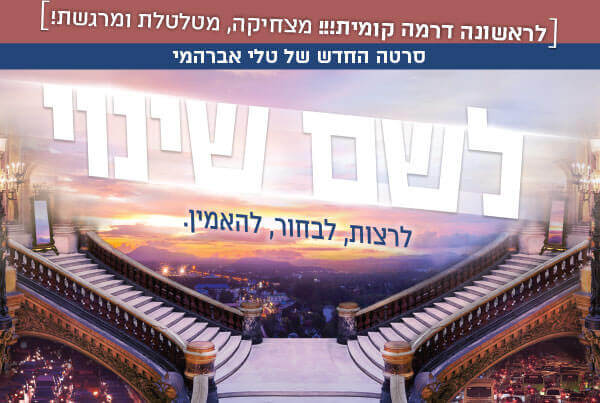 [לראשונה דרמה קומית!!! מצחיקה, מטלטלת ומרגשת!]
סרטה החדש של טלי אברהמי
לשם שינוי
לרצות, לבחור, להאמין.